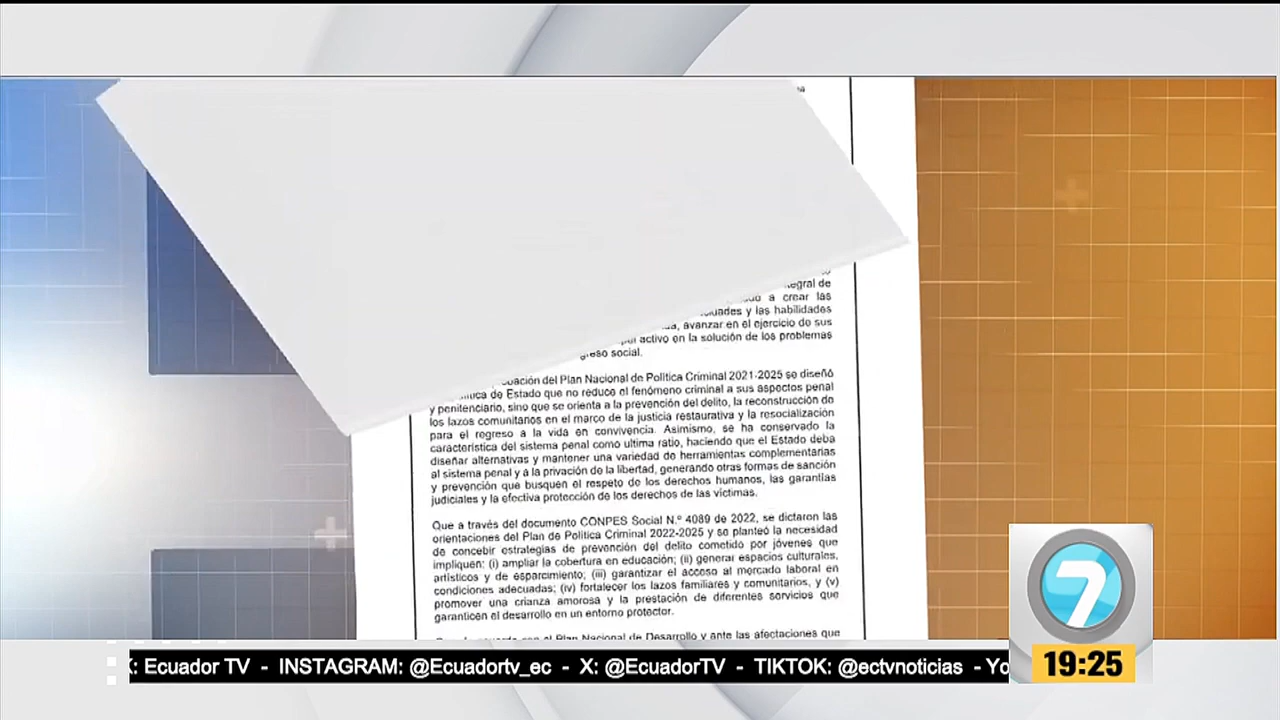 integral de
a crear las
y las habilidades
avanzar en el ejercicio de sus
activo en la solución de los problemas
social.
del Plan Nacional de Política Criminal 2021-2025 se diseñó
de Estado que no reduce el fenómeno criminal a sus aspectos penal
y penitenciario, sino que se orienta a la prevención del delito, la reconstrucción de
los lazos comunitarios en el marco de la justicia restaurativa y la resocialización
para el regreso a la vida en convivencia. Asimismo, se ha conservado la
característica del sistema penal como ultima ratio, haciendo que el Estado deba
diseñar alternativas y mantener una variedad de herramientas complementarias
al sistema penal y a la privación de la libertad, generando otras formas de sanción
y prevención que busquen el respeto de los derechos humanos, las garantías
judiciales y la efectiva protección de los derechos de las víctimas.
Que a través del documento CONPES Social N.º 4089 de 2022, se dictaron las
orientaciones del Plan de Política Criminal 2022-2025 y se planteó la necesidad
de concebir estrategias de prevención del delito cometido por jóvenes que
impliquen: (i) ampliar la cobertura en educación; (ii) generar espacios culturales,
artísticos y de esparcimiento; (iii) garantizar el acceso al mercado laboral en
condiciones adecuadas; (iv) fortalecer los lazos familiares y comunitarios, y (v)
promover una crianza amorosa y la prestación de diferentes servicios que
garanticen el desarrollo en un entorno protector.
con el Plan Nacional de Desarrollo y ante las afectaciones que
7
: Ecuador TV - INSTAGRAM: @Ecuadortv_ec - X: @EcuadorTV - TIKTOK: @ectvnoticias - Yo
19:25